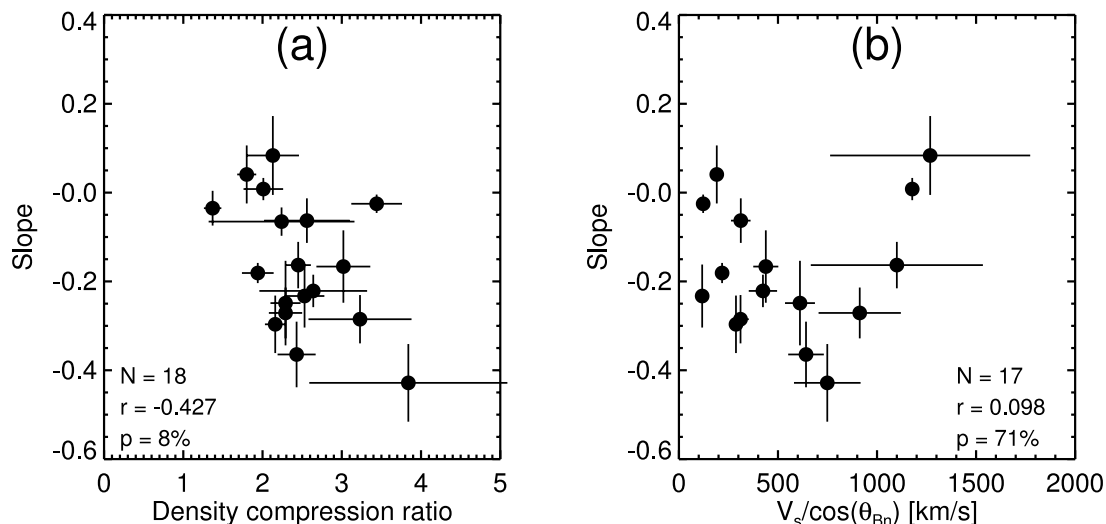 (a)
0.4
0.2
-0.0
-0.2
-0.4
-0.6
Slope
N = 18
r = -0.427
p = 8%
0 1 2 3 4 5
Density compression ratio
(b)
0.4
0.2
-0.0
-0.2
-0.4
-0.6
Slope
N = 17
r = 0.098
p = 71%
0 500 1000 1500 2000
Vs/cos(θBn) [km/s]